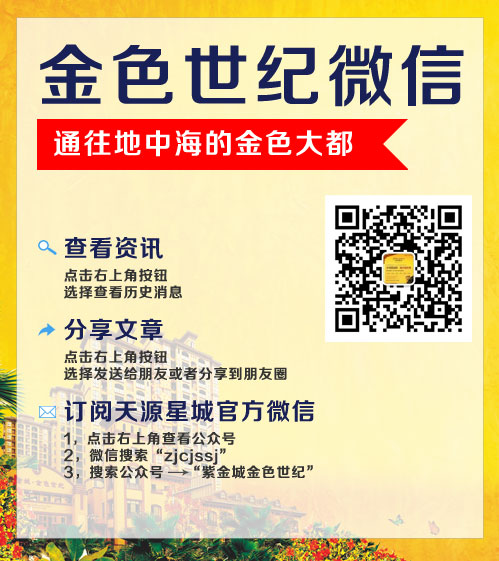 金色世纪微信
通往地中海的金色大都
查看资讯
点击右上角按钮
选择查看历史消息
分享文章
点击右上角按钮
选择发送给朋友或者分享到朋友圈
订阅天源星城官方微信
1，点击右上角查看公众号
2，微信搜索“zjcjssj”
3，搜索公众号 —→ “紫金城金色世纪”